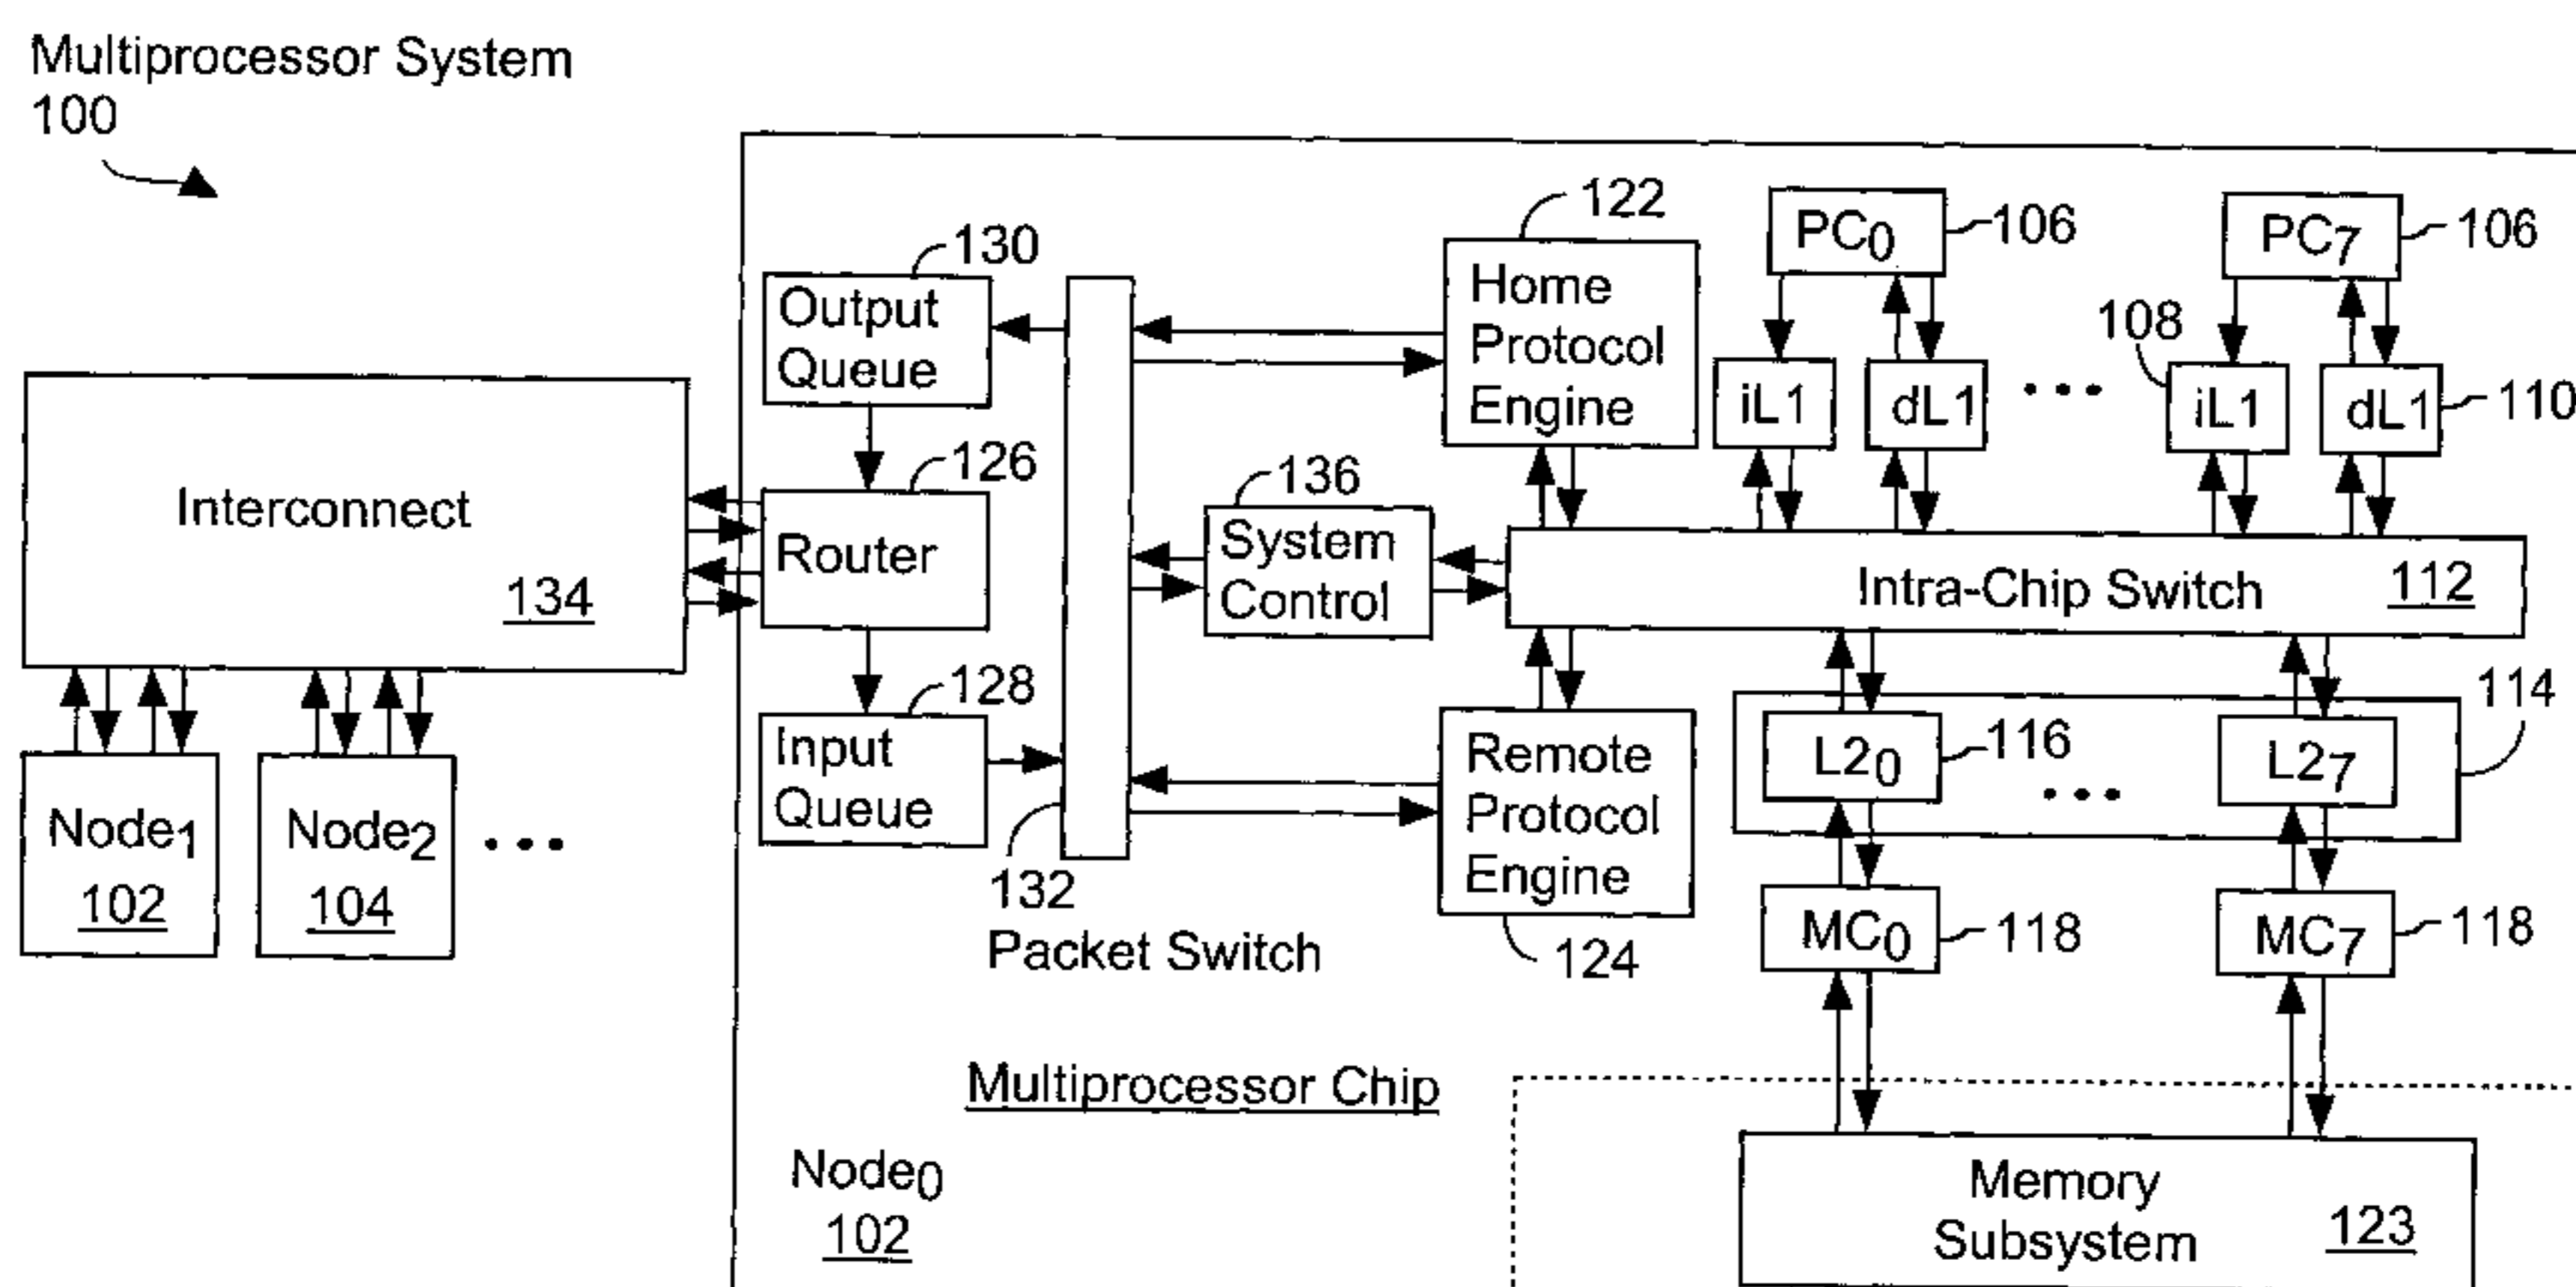 Multiprocessor System
100
130
Output
Queue
126
Router
128
Input
Queue
132
Packet Switch
Interconnect
134
Node1
102
Node2
104
• • •
122
Home
Protocol
Engine
136
System
Control
Remote
Protocol
Engine
124
PC0
106
PC7
106
iL1
dL1
• • •
108
iL1
dL1
110
Intra-Chip Switch
112
114
L20
116
• • •
L27
MC0
118
MC7
118
Multiprocessor Chip
Node0
102
Memory
Subsystem
123